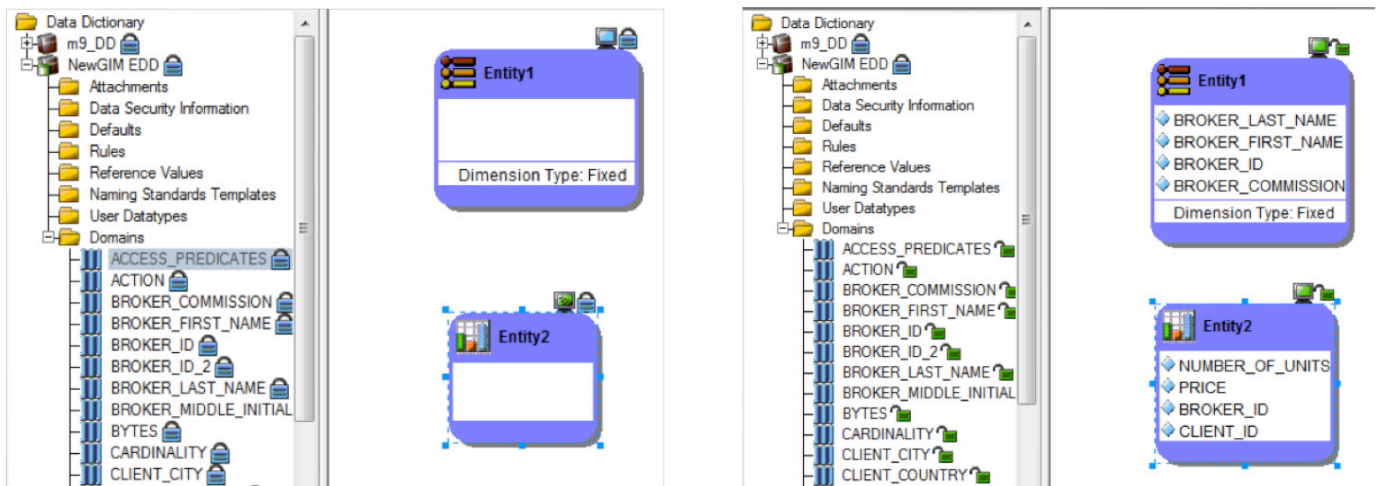 Data Dictionary
m9_DD
NewGIM EDD
Attachments
Data Security Information
Defaults
Rules
Reference Values
Naming Standards Templates
User Datatypes
Domains
ACCESS_PREDICATES
ACTION
BROKER_COMMISSION
BROKER_FIRST_NAME
BROKER_ID
BROKER_ID_2
BROKER_LAST_NAME
BROKER_MIDDLE_INITIAL
BYTES
CARDINALITY
CLIENT_CITY
Entity1
Dimension Type: Fixed
Entity2
Data Dictionary
m9_DD
NewGIM EDD
Attachments
Data Security Information
Defaults
Rules
Reference Values
Naming Standards Templates
User Datatypes
Domains
ACCESS_PREDICATES
ACTION
BROKER_COMMISSION
BROKER_FIRST_NAME
BROKER_ID
BROKER_ID_2
BROKER_LAST_NAME
BROKER_MIDDLE_INITIAL
BYTES
CARDINALITY
CLIENT_CITY
CLIENT_COUNTRY
Entity1
BROKER_LAST_NAME
BROKER_FIRST_NAME
BROKER_ID
BROKER_COMMISSION
Dimension Type: Fixed
Entity2
NUMBER_OF_UNITS
PRICE
BROKER_ID
CLIENT_ID